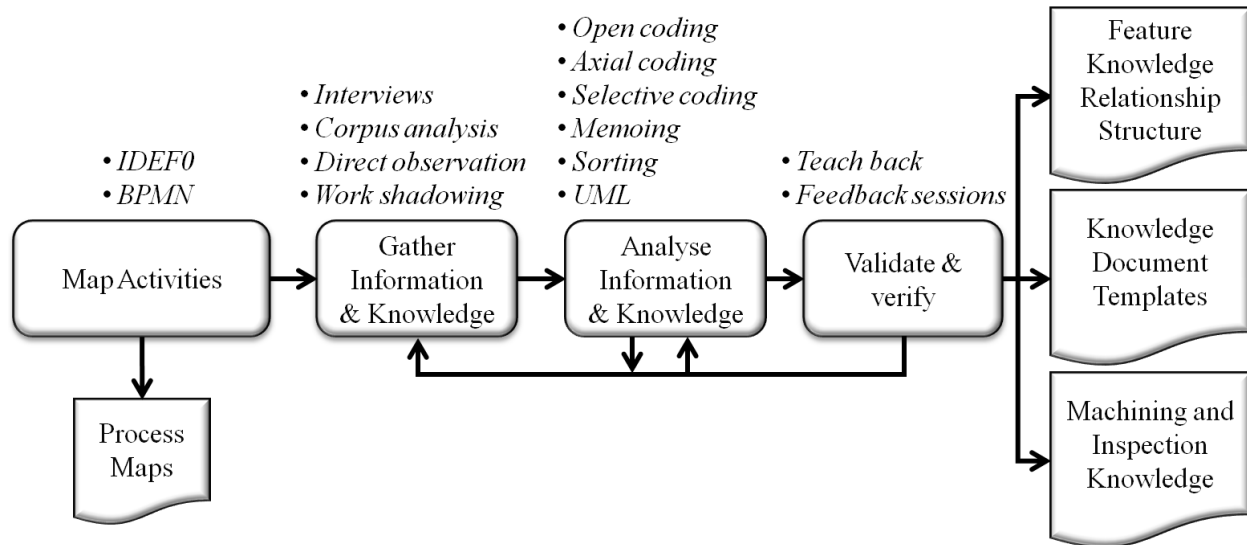 • IDEF0
• BPMN
Map Activities
Process
Maps
• Interviews
• Corpus analysis
• Direct observation
• Work shadowing
Gather
Information
& Knowledge
• Open coding
• Axial coding
• Selective coding
• Memoing
• Sorting
• UML
Analyse
Information
& Knowledge
• Teach back
• Feedback sessions
Validate &
verify
Feature
Knowledge
Relationship
Structure
Knowledge
Document
Templates
Machining and
Inspection
Knowledge